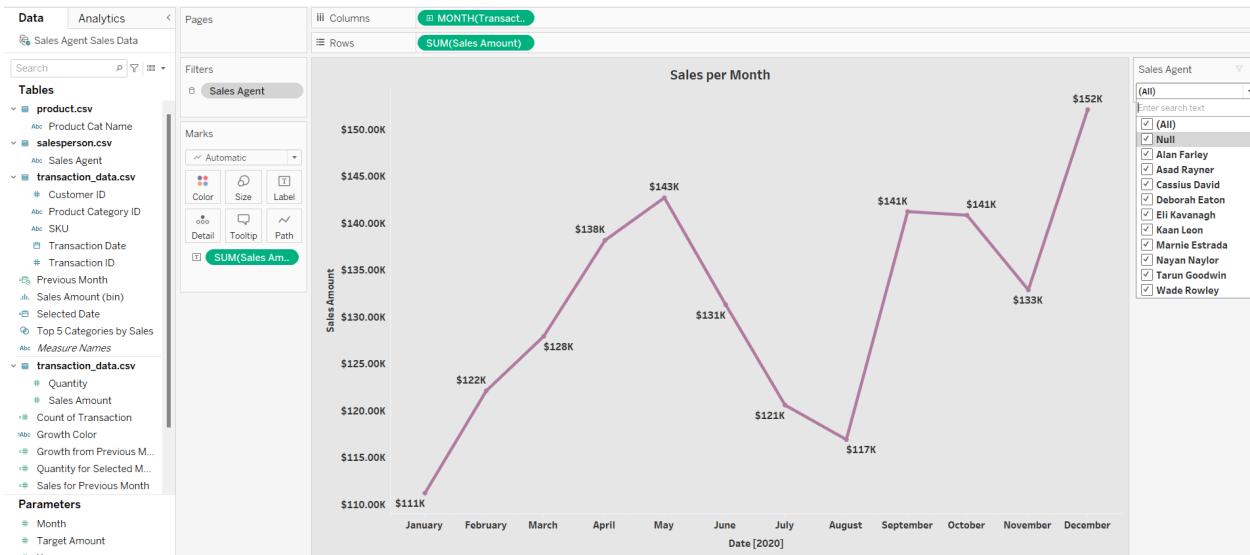 Data
Analytics
Sales Agent Sales Data
Search
Tables
product.csv
Abc Product Cat Name
salesperson.csv
Abc Sales Agent
transaction_data.csv
# Customer ID
Abc Product Category ID
Abc SKU
Transaction Date
# Transaction ID
Previous Month
Sales Amount (bin)
Selected Date
Top 5 Categories by Sales
Abc Measure Names
transaction_data.csv
# Quantity
# Sales Amount
=# Count of Transaction
=Abc Growth Color
=# Growth from Previous M...
=# Quantity for Selected M...
=# Sales for Previous Month
Parameters
# Month
# Target Amount
Pages
Filters
Sales Agent
Marks
Automatic
Color
Size
Label
Detail
Tooltip
Path
SUM(Sales Am..
Columns
MONTH(Transact..
Rows
SUM(Sales Amount)
Sales per Month
Sales Amount
$150.00K
$145.00K
$140.00K
$135.00K
$130.00K
$125.00K
$120.00K
$115.00K
$110.00K
$111K
$122K
$128K
$138K
$143K
$131K
$121K
$117K
$141K
$141K
$133K
$152K
January
February
March
April
May
June
July
August
September
October
November
December
Date [2020]
Sales Agent
(All)
Enter search text
(All)
Null
Alan Farley
Asad Rayner
Cassius David
Deborah Eaton
Eli Kavanagh
Kaan Leon
Marnie Estrada
Nayan Naylor
Tarun Goodwin
Wade Rowley